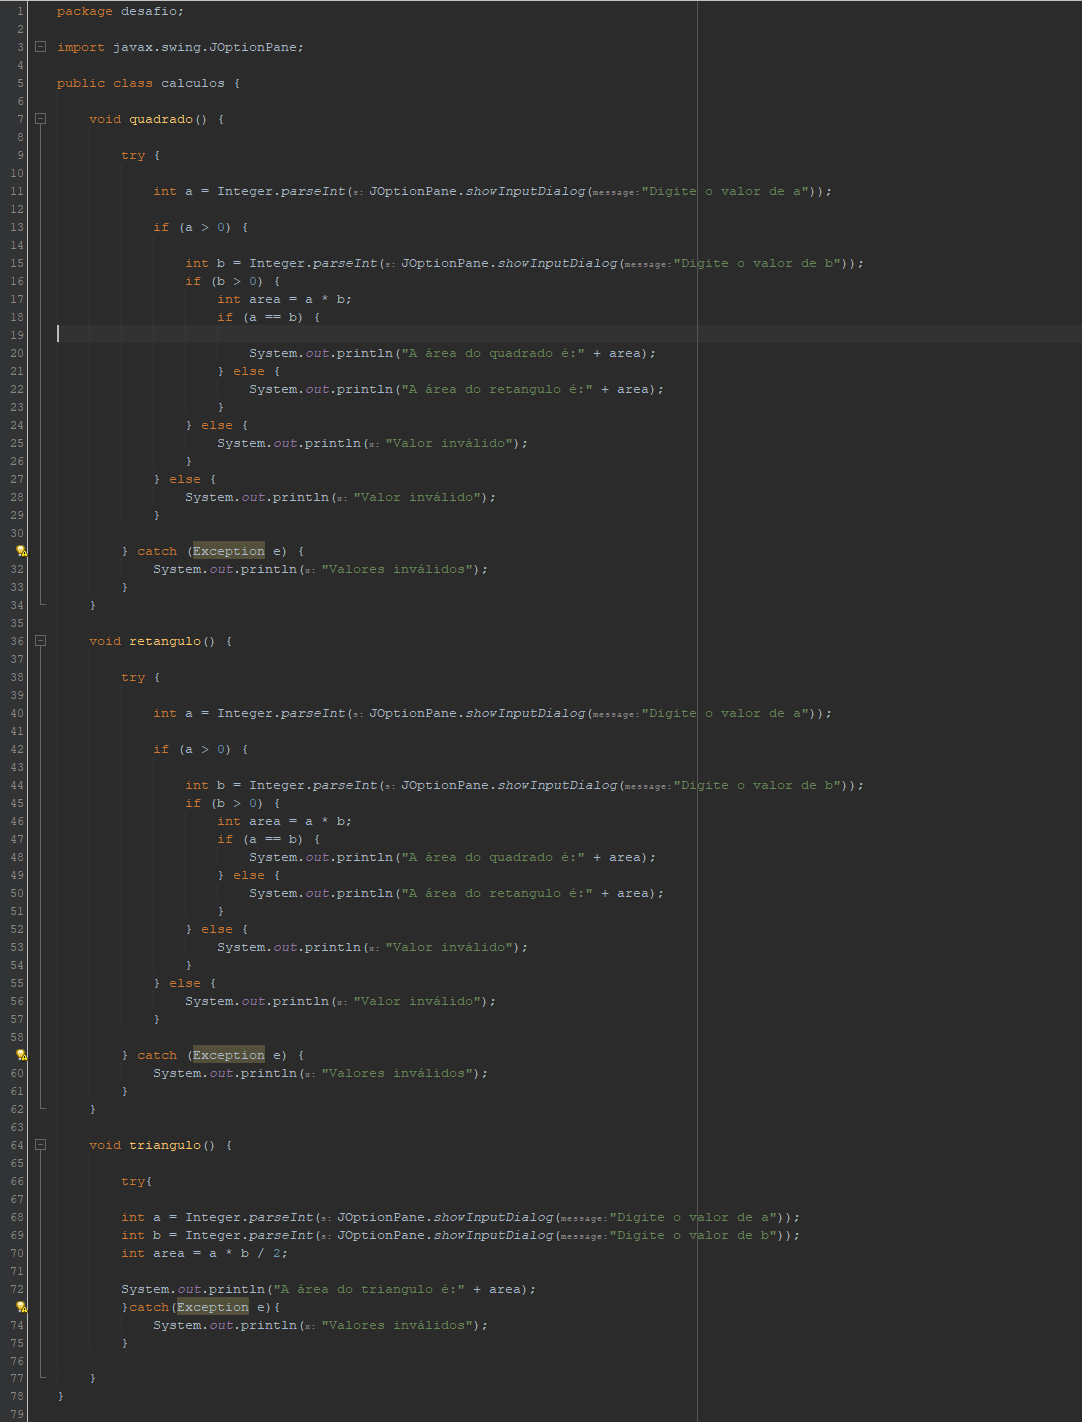 1 package desafio;
2
3 import javax.swing.JOptionPane;
4
5 public class calculos {
6
7 void quadrado() {
8
9 try {
10
11 int a = Integer.parseInt(s: JOptionPane.showInputDialog(message:"Digite o valor de a"));
12
13 if (a > 0) {
14
15 int b = Integer.parseInt(s: JOptionPane.showInputDialog(message:"Digite o valor de b"));
16 if (b > 0) {
17 int area = a * b;
18 if (a == b) {
19
20 System.out.println("A área do quadrado é:" + area);
21 } else {
22 System.out.println("A área do retangulo é:" + area);
23 }
24 } else {
25 System.out.println(x: "Valor inválido");
26 }
27 } else {
28 System.out.println(x: "Valor inválido");
29 }
30
} catch (Exception e) {
32 System.out.println(x: "Valores inválidos");
33 }
34 }
35
36 void retangulo() {
37
38 try {
39
40 int a = Integer.parseInt(s: JOptionPane.showInputDialog(message:"Digite o valor de a"));
41
42 if (a > 0) {
43
44 int b = Integer.parseInt(s: JOptionPane.showInputDialog(message:"Digite o valor de b"));
45 if (b > 0) {
46 int area = a * b;
47 if (a == b) {
48 System.out.println("A área do quadrado é:" + area);
49 } else {
50 System.out.println("A área do retangulo é:" + area);
51 }
52 } else {
53 System.out.println(x: "Valor inválido");
54 }
55 } else {
56 System.out.println(x: "Valor inválido");
57 }
58
} catch (Exception e) {
60 System.out.println(x: "Valores inválidos");
61 }
62 }
63
64 void triangulo() {
65
66 try{
67
68 int a = Integer.parseInt(s: JOptionPane.showInputDialog(message:"Digite o valor de a"));
69 int b = Integer.parseInt(s: JOptionPane.showInputDialog(message:"Digite o valor de b"));
70 int area = a * b / 2;
71
72 System.out.println("A área do triangulo é:" + area);
}catch(Exception e){
74 System.out.println(x: "Valores inválidos");
75 }
76
77 }
78 }
79